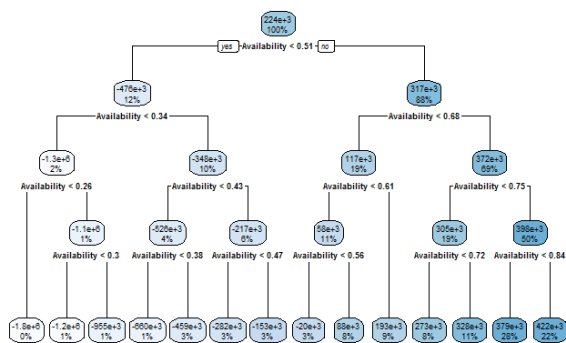 224e+3
100%
yes Availability < 0.51 no
-476e+3
12%
317e+3
88%
Availability < 0.34
Availability < 0.68
-1.3e+6
2%
-348e+3
10%
117e+3
19%
372e+3
69%
Availability < 0.26
Availability < 0.43
Availability < 0.61
Availability < 0.75
-1.1e+6
1%
-526e+3
4%
-217e+3
6%
58e+3
11%
305e+3
19%
398e+3
50%
Availability < 0.3
Availability < 0.38
Availability < 0.47
Availability < 0.56
Availability < 0.72
Availability < 0.84
-1.8e+6
0%
-1.2e+6
1%
-955e+3
1%
-660e+3
1%
-459e+3
3%
-282e+3
3%
-153e+3
3%
-20e+3
3%
88e+3
8%
193e+3
9%
273e+3
8%
328e+3
11%
379e+3
28%
422e+3
22%